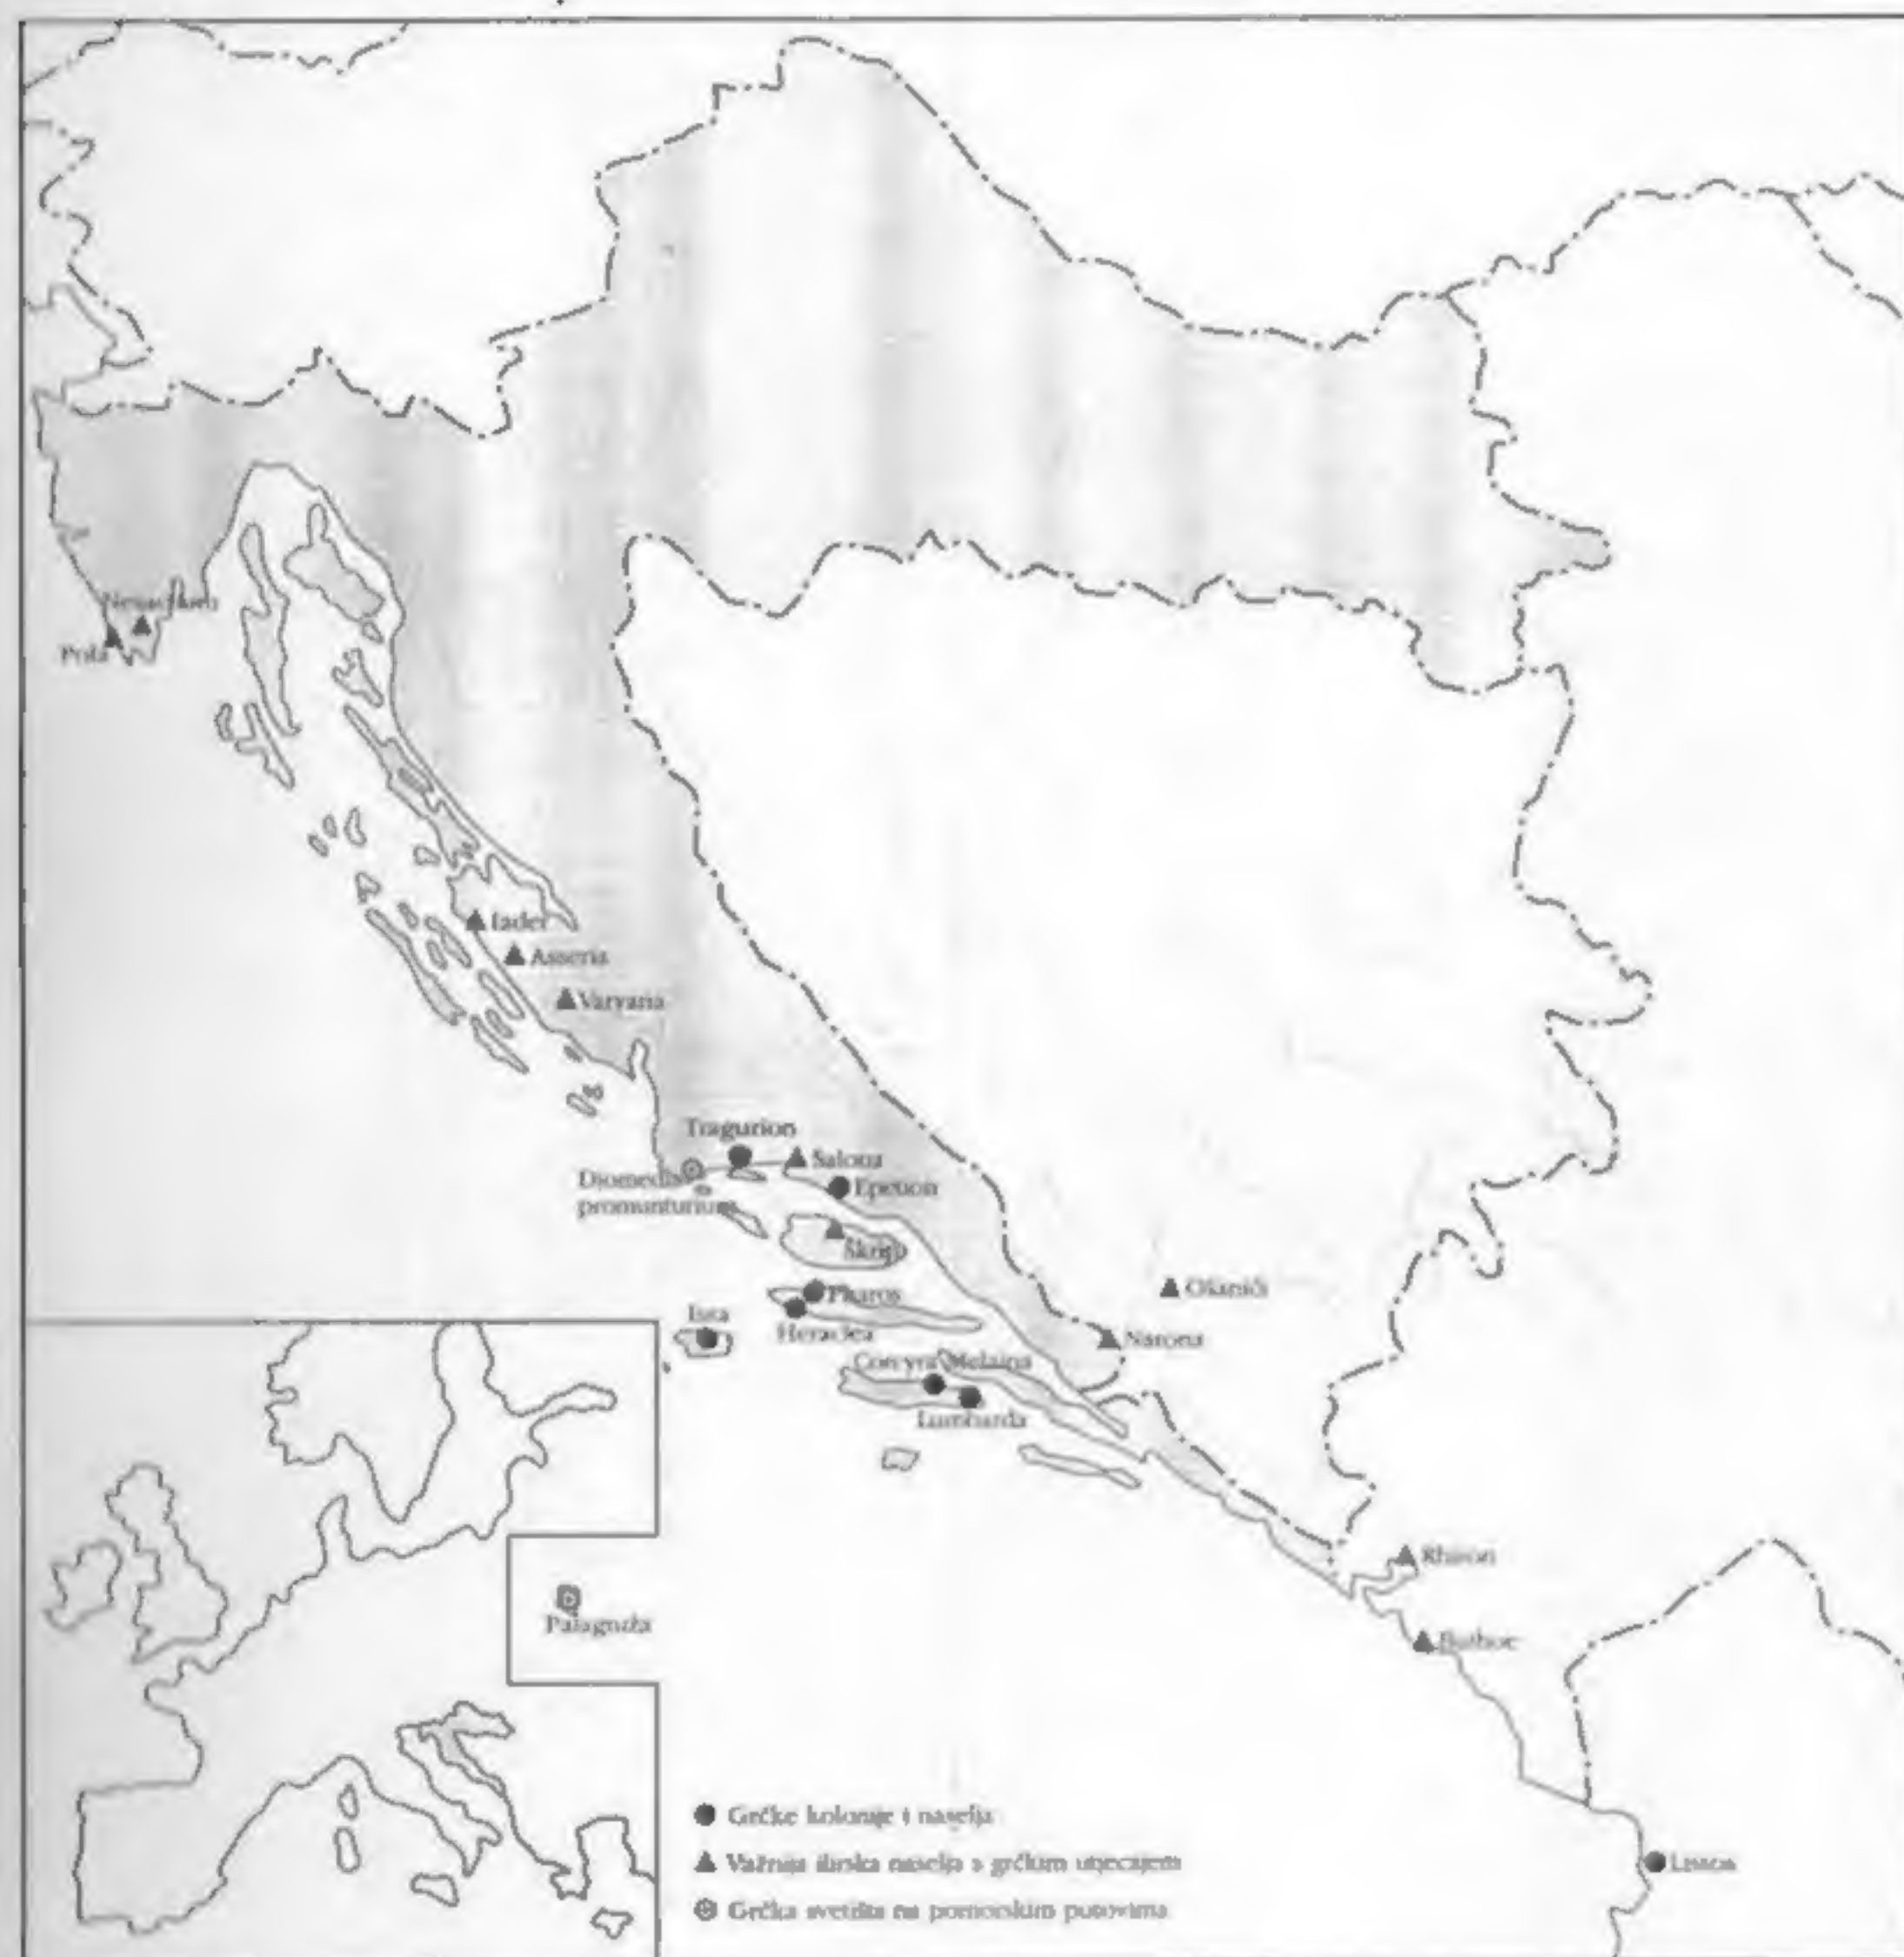 Nesactium
Pola
Iader
Asseria
Varvaria
Tragurion
Salona
Diomedis
promunturium
Epetion
Škrip
Ošanići
Pharos
Issa
Heraclea
Narona
Corcyra Melaina
Lumbarda
Rhizon
Palagruža
Buthoe
Grčke kolonije i naselja
Važnija ilirska naselja s grčkim utjecajem
Lissos
Grčka svetišta na pomorskim putovima